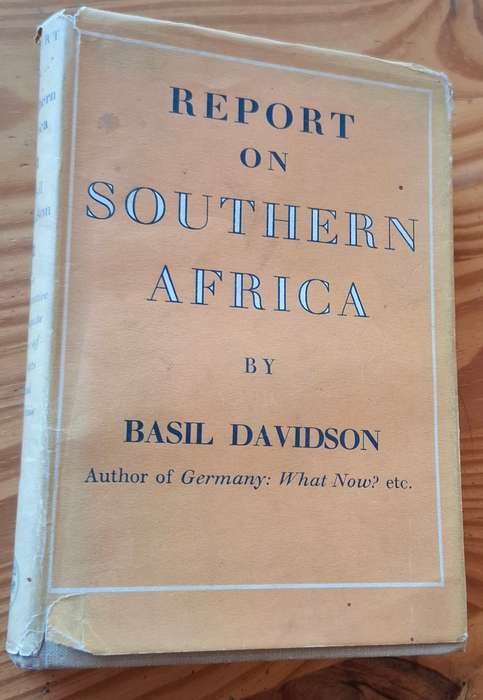 REPORT
ON
SOUTHERN
AFRICA
BY
BASIL DAVIDSON
Author of Germany: What Now? etc.